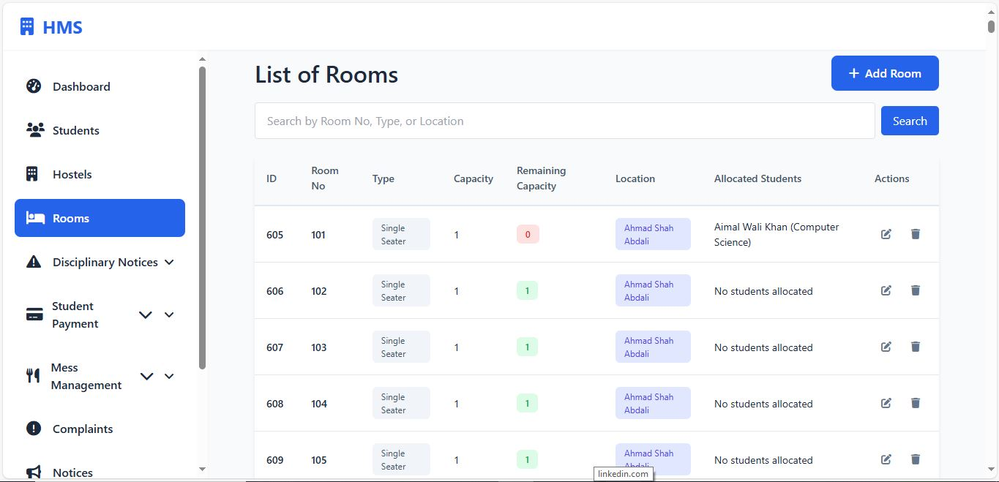 HMS
Dashboard
Students
Hostels
Rooms
Disciplinary Notices
Student
Payment
Mess
Management
Complaints
Notices
List of Rooms
+ Add Room
Search by Room No, Type, or Location
Search
ID Room No Type Capacity Remaining Capacity Location Allocated Students Actions
605 101 Single Seater 1 0 Ahmad Shah Abdali Aimal Wali Khan (Computer Science)
606 102 Single Seater 1 1 Ahmad Shah Abdali No students allocated
607 103 Single Seater 1 1 Ahmad Shah Abdali No students allocated
608 104 Single Seater 1 1 Ahmad Shah Abdali No students allocated
609 105 Single Seater 1 1 Ahmad Shah Abdali No students allocated
linkedin.com